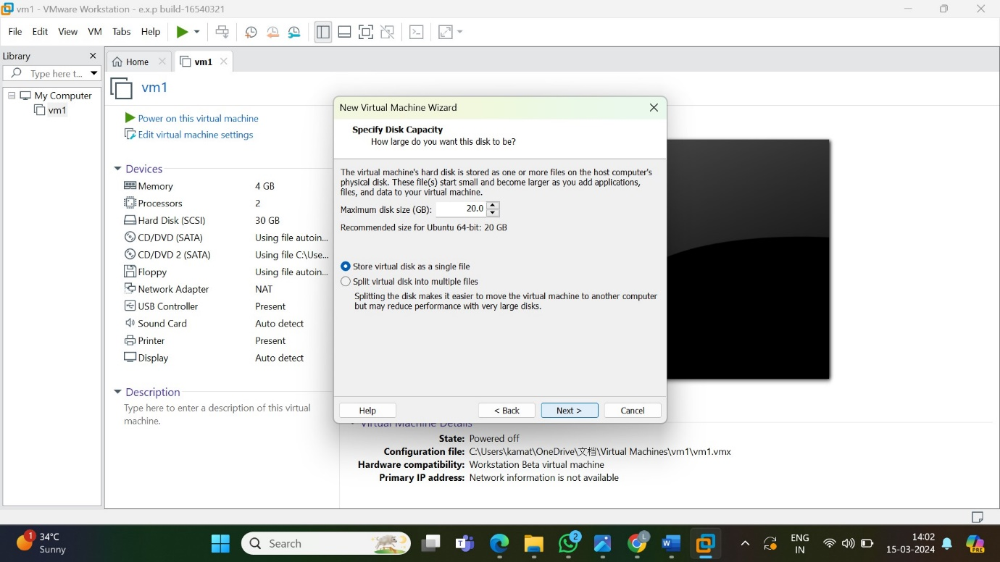 vm1 - VMware Workstation - e.x.p build-16540321
File Edit View VM Tabs Help
Library
Type here t...
My Computer
vm1
Home
vm1
vm1
Power on this virtual machine
Edit virtual machine settings
Devices
Memory 4 GB
Processors 2
Hard Disk (SCSI) 30 GB
CD/DVD (SATA) Using file autoin...
CD/DVD 2 (SATA) Using file C:\Use...
Floppy Using file autoin...
Network Adapter NAT
USB Controller Present
Sound Card Auto detect
Printer Present
Display Auto detect
Description
Type here to enter a description of this virtual
machine.
New Virtual Machine Wizard
Specify Disk Capacity
How large do you want this disk to be?
The virtual machine's hard disk is stored as one or more files on the host computer's
physical disk. These file(s) start small and become larger as you add applications,
files, and data to your virtual machine.
Maximum disk size (GB): 20.0
Recommended size for Ubuntu 64-bit: 20 GB
Store virtual disk as a single file
Split virtual disk into multiple files
Splitting the disk makes it easier to move the virtual machine to another computer
but may reduce performance with very large disks.
Help < Back Next > Cancel
Virtual Machine Details
State: Powered off
Configuration file: C:\Users\kamat\OneDrive\文档\Virtual Machines\vm1\vm1.vmx
Hardware compatibility: Workstation Beta virtual machine
Primary IP address: Network information is not available
1
34°C
Sunny
Search
T
2
L
W
ENG
IN
14:02
15-03-2024
PRE